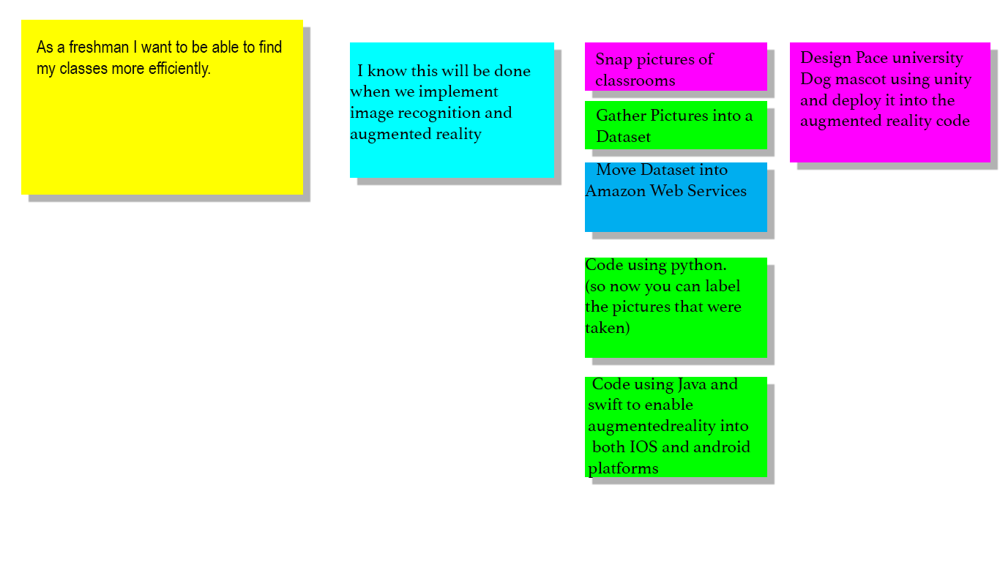 As a freshman I want to be able to find
my classes more efficiently.
I know this will be done
when we implement
image recognition and
augmented reality
Snap pictures of
classrooms
Gather Pictures into a
Dataset
Move Dataset into
Amazon Web Services
Code using python.
(so now you can label
the pictures that were
taken)
Code using Java and
swift to enable
augmentedreality into
both IOS and android
platforms
Design Pace university
Dog mascot using unity
and deploy it into the
augmented reality code